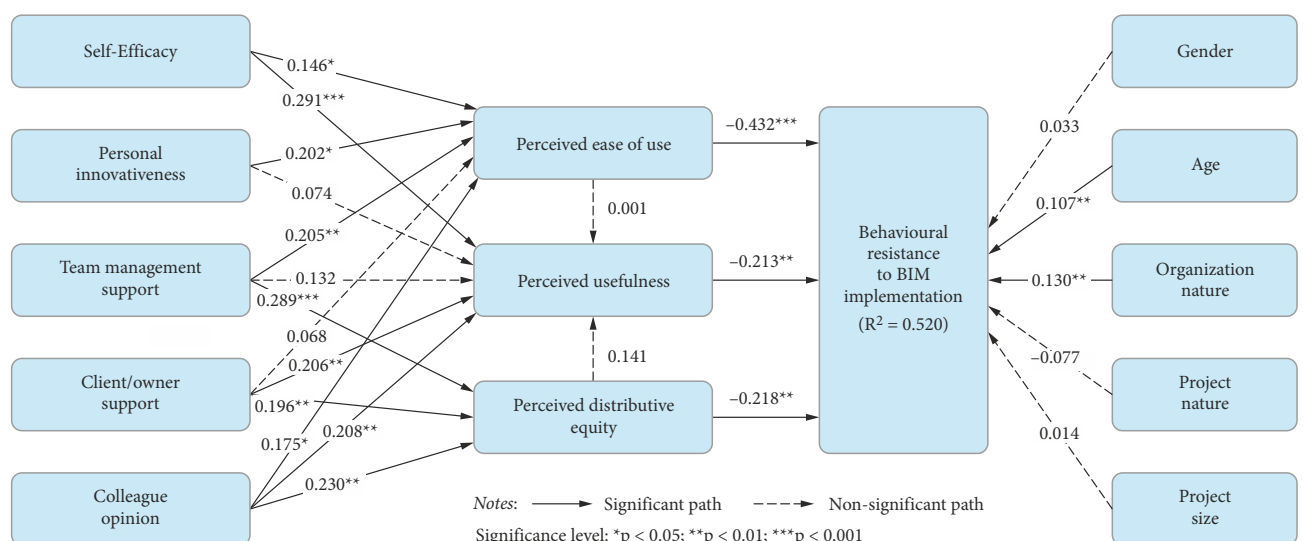 Self-Efficacy
Personal
innovativeness
Team management
support
Client/owner
support
Colleague
opinion
0.146*
0.291***
0.202*
0.074
0.205**
0.132
0.289***
0.068
0.206**
0.196**
0.175*
0.208**
0.230**
Perceived ease of use
0.001
Perceived usefulness
0.141
Perceived distributive
equity
–0.432***
–0.213**
–0.218**
Behavioural
resistance
to BIM
implementation
(R² = 0.520)
0.033
0.107**
0.130**
–0.077
0.014
Gender
Age
Organization
nature
Project
nature
Project
size
Notes: Significant path Non-significant path
Significance level: *p < 0.05; **p < 0.01; ***p < 0.001